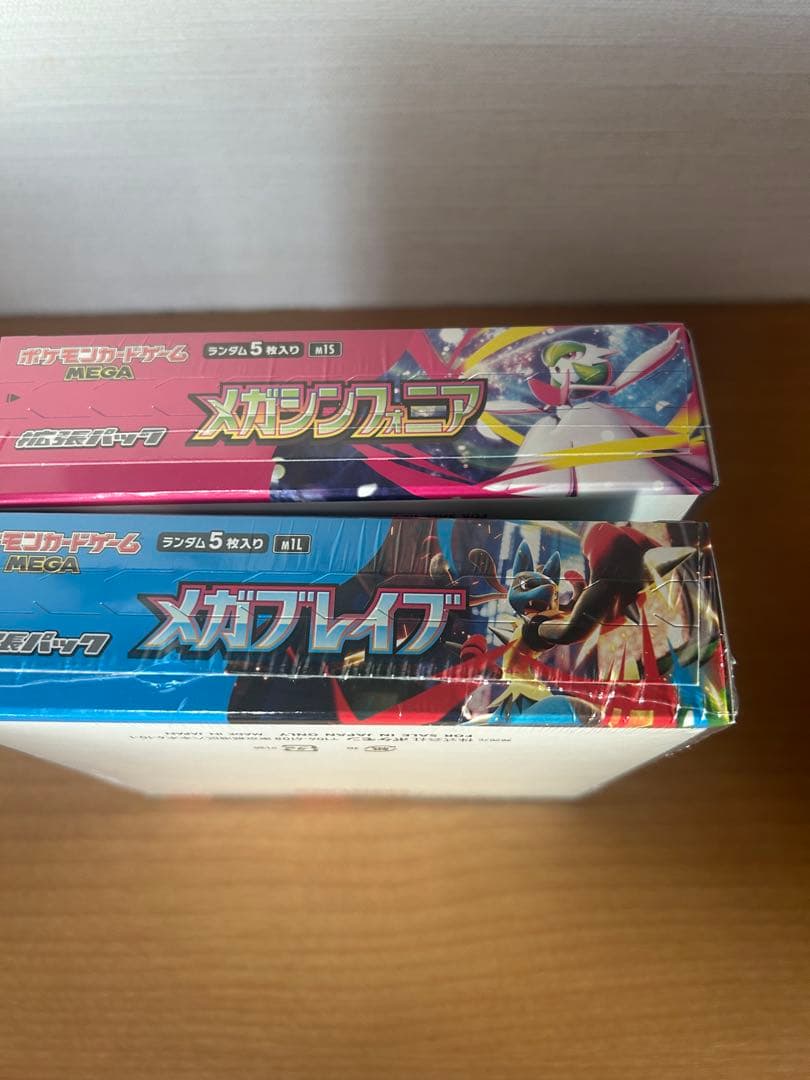 ポケモンカードゲーム
MEGA
ランダム5枚入り
M1S
拡張パック
メガシンフォニア
モンカードゲーム
MEGA
ランダム5枚入り
M1L
張パック
メガブレイブ
FOR SALE IN JAPAN ONLY
MADE IN JAPAN